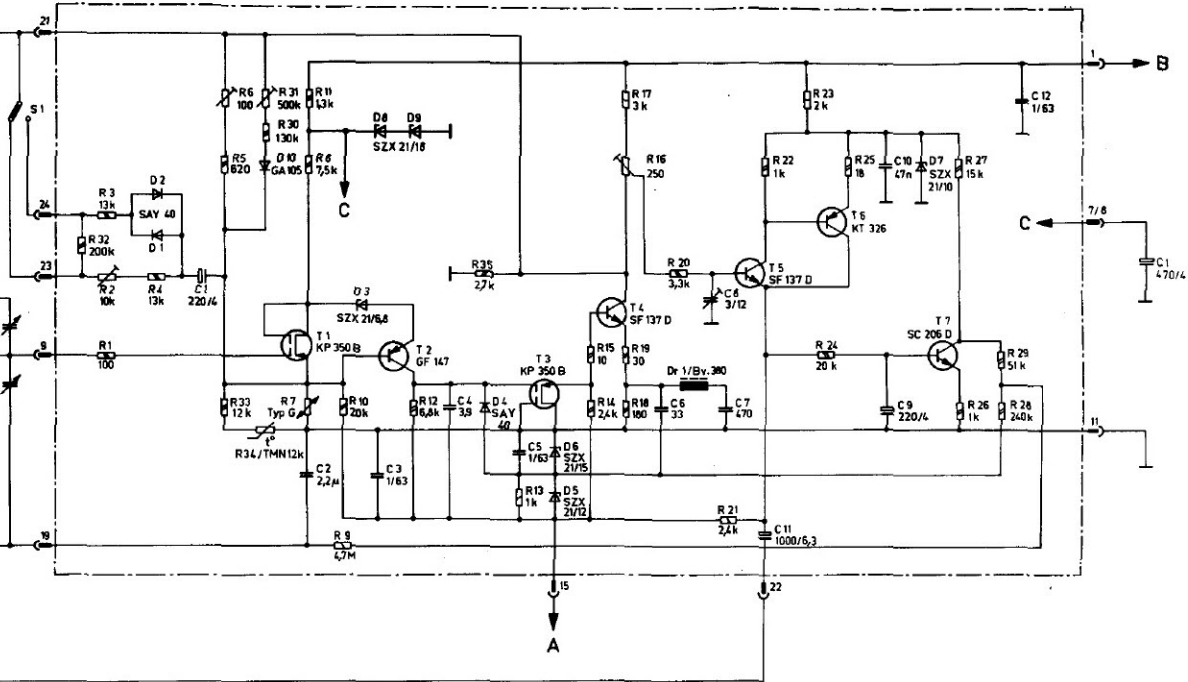 21
1
B
S1
R6
100
R31
500k
R11
1,3k
R30
130k
D8
D9
SZX 21/18
R5
620
D10
GA105
R6
7,5k
C
R17
3k
R16
250
R23
2k
C12
1/63
R22
1k
R25
18
C10
47n
D7
SZX
21/10
R27
15k
T6
KT 326
C
7/8
C1
470/4
24
R3
13k
D2
SAY 40
D1
R32
200k
23
R2
10k
R4
13k
C1
220/4
R35
2,7k
R20
3,3k
C8
3/12
T5
SF 137 D
D3
SZX 21/6,8
T4
SF 137 D
T7
SC 206 D
9
R1
100
T1
KP 350 B
T2
GF 147
T3
KP 350 B
R15
10
R19
30
R24
20k
R29
51k
Dr 1/Bv. 380
R33
12k
R7
Typ G
R10
20k
R12
6,8k
C4
3,9
D4
SAY
40
R14
2,4k
R18
180
C6
33
C7
470
C9
220/4
R26
1k
R28
240k
11
t°
R34/TMN12k
C2
2,2µ
C3
1/63
C5
1/63
D6
SZX
21/15
R13
1k
D5
SZX
21/12
R21
2,4k
C11
1000/6,3
19
R9
4,7M
15
22
A